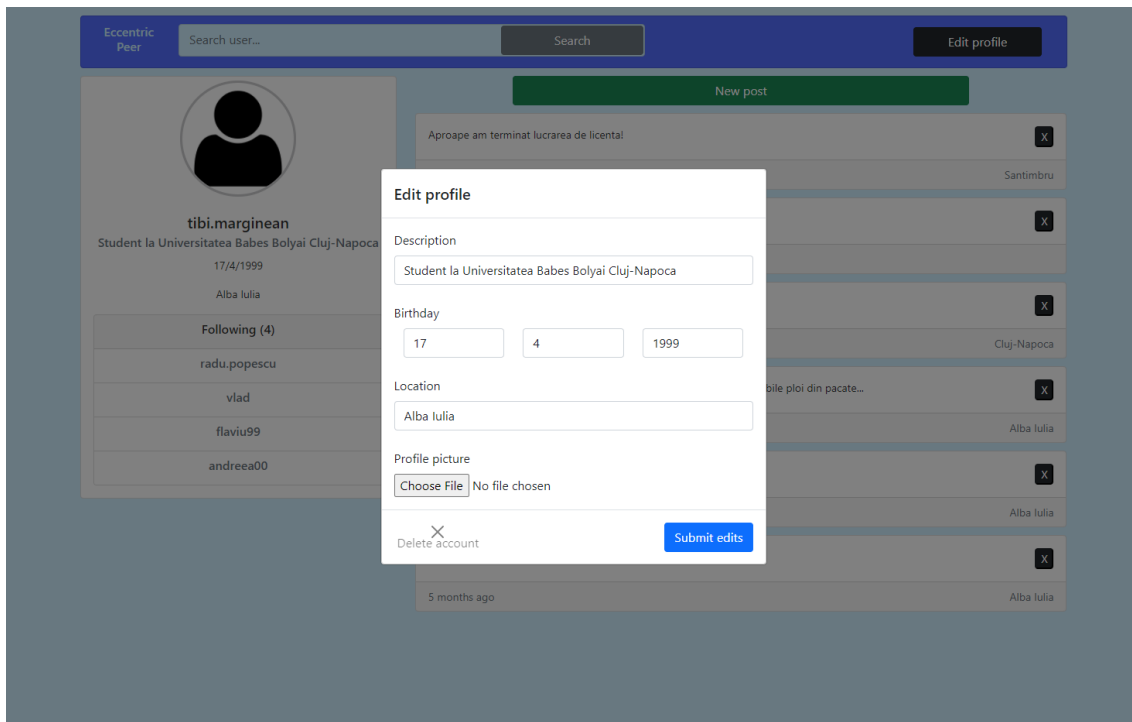 Eccentric
Peer
Search user...
Search
Edit profile
tibi.marginean
Student la Universitatea Babes Bolyai Cluj-Napoca
17/4/1999
Alba Iulia
Following (4)
radu.popescu
vlad
flaviu99
andreea00
New post
Aproape am terminat lucrarea de licenta!
X
Santimbru
X
X
Cluj-Napoca
bile ploi din pacate...
X
Alba Iulia
X
Alba Iulia
X
5 months ago
Alba Iulia
Edit profile
Description
Student la Universitatea Babes Bolyai Cluj-Napoca
Birthday
17 4 1999
Location
Alba Iulia
Profile picture
Choose File No file chosen
Delete account
Submit edits